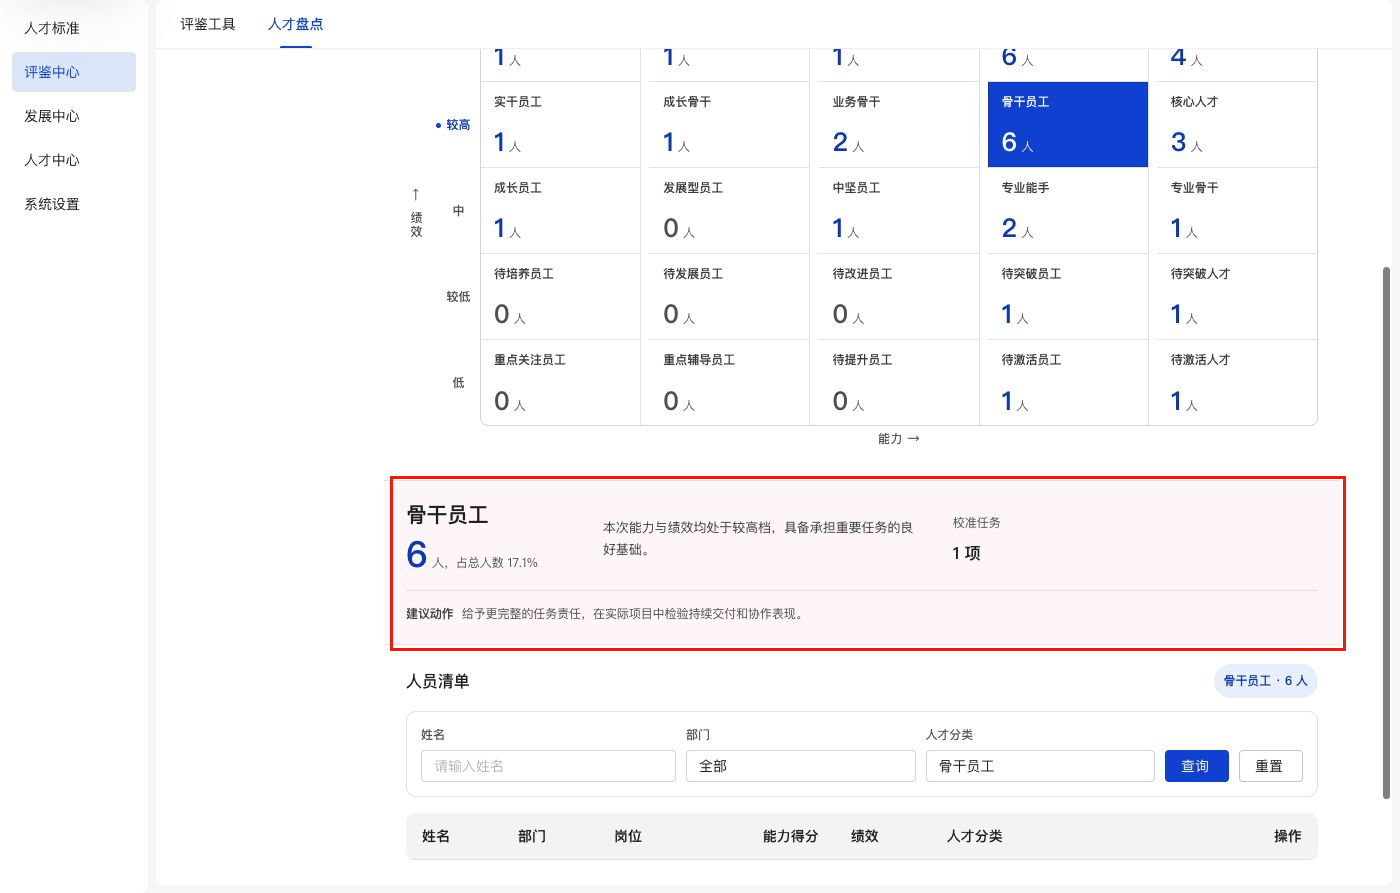 人才标准
评鉴中心
发展中心
人才中心
系统设置
评鉴工具 人才盘点
1 人 1 人 1 人 6 人 4 人
实干员工 成长骨干 业务骨干 骨干员工 核心人才
• 较高
1 人 1 人 2 人 6 人 3 人
成长员工 发展型员工 中坚员工 专业能手 专业骨干
↑ 绩效
中
1 人 0 人 1 人 2 人 1 人
待培养员工 待发展员工 待改进员工 待突破员工 待突破人才
较低
0 人 0 人 0 人 1 人 1 人
重点关注员工 重点辅导员工 待提升员工 待激活员工 待激活人才
低
0 人 0 人 0 人 1 人 1 人
能力 →
骨干员工
6 人，占总人数 17.1%
本次能力与绩效均处于较高档，具备承担重要任务的良
好基础。
校准任务
1 项
建议动作 给予更完整的任务责任，在实际项目中检验持续交付和协作表现。
人员清单
骨干员工 · 6 人
姓名 部门 人才分类
请输入姓名 全部 骨干员工 查询 重置
姓名 部门 岗位 能力得分 绩效 人才分类 操作